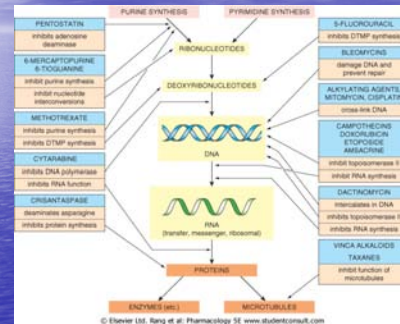 PURINE SYNTHESIS
PYRIMIDINE SYNTHESIS
PENTOSTATIN
inhibits adenosine
deaminase
6-MERCAPTOPURINE
6-TIOGUANINE
inhibit purine synthesis
inhibit nucleotide
interconversions
METHOTREXATE
inhibits purine synthesis
inhibits DTMP synthesis
CYTARABINE
inhibits DNA polymerase
inhibits RNA function
CRISANTASPASE
deaminates asparagine
inhibits protein synthesis
RIBONUCLEOTIDES
DEOXYRIBONUCLEOTIDES
DNA
RNA
(transfer, messenger, ribosomal)
PROTEINS
ENZYMES (etc.)
MICROTUBULES
5-FLUOROURACIL
inhibits DTMP synthesis
BLEOMYCINS
damage DNA and
prevent repair
ALKYLATING AGENTS,
MITOMYCIN, CISPLATIN
cross-link DNA
CAMPOTHECINS
DOXORUBICIN
ETOPOSIDE
AMSACRINE
inhibit topoisomerase II
inhibit RNA synthesis
DACTINOMYCIN
intercalates in DNA
inhibits topoisomerase II
inhibits RNA synthesis
VINCA ALKALOIDS
TAXANES
inhibit function of
microtubules
© Elsevier Ltd. Rang et al: Pharmacology 5E www.studentconsult.com